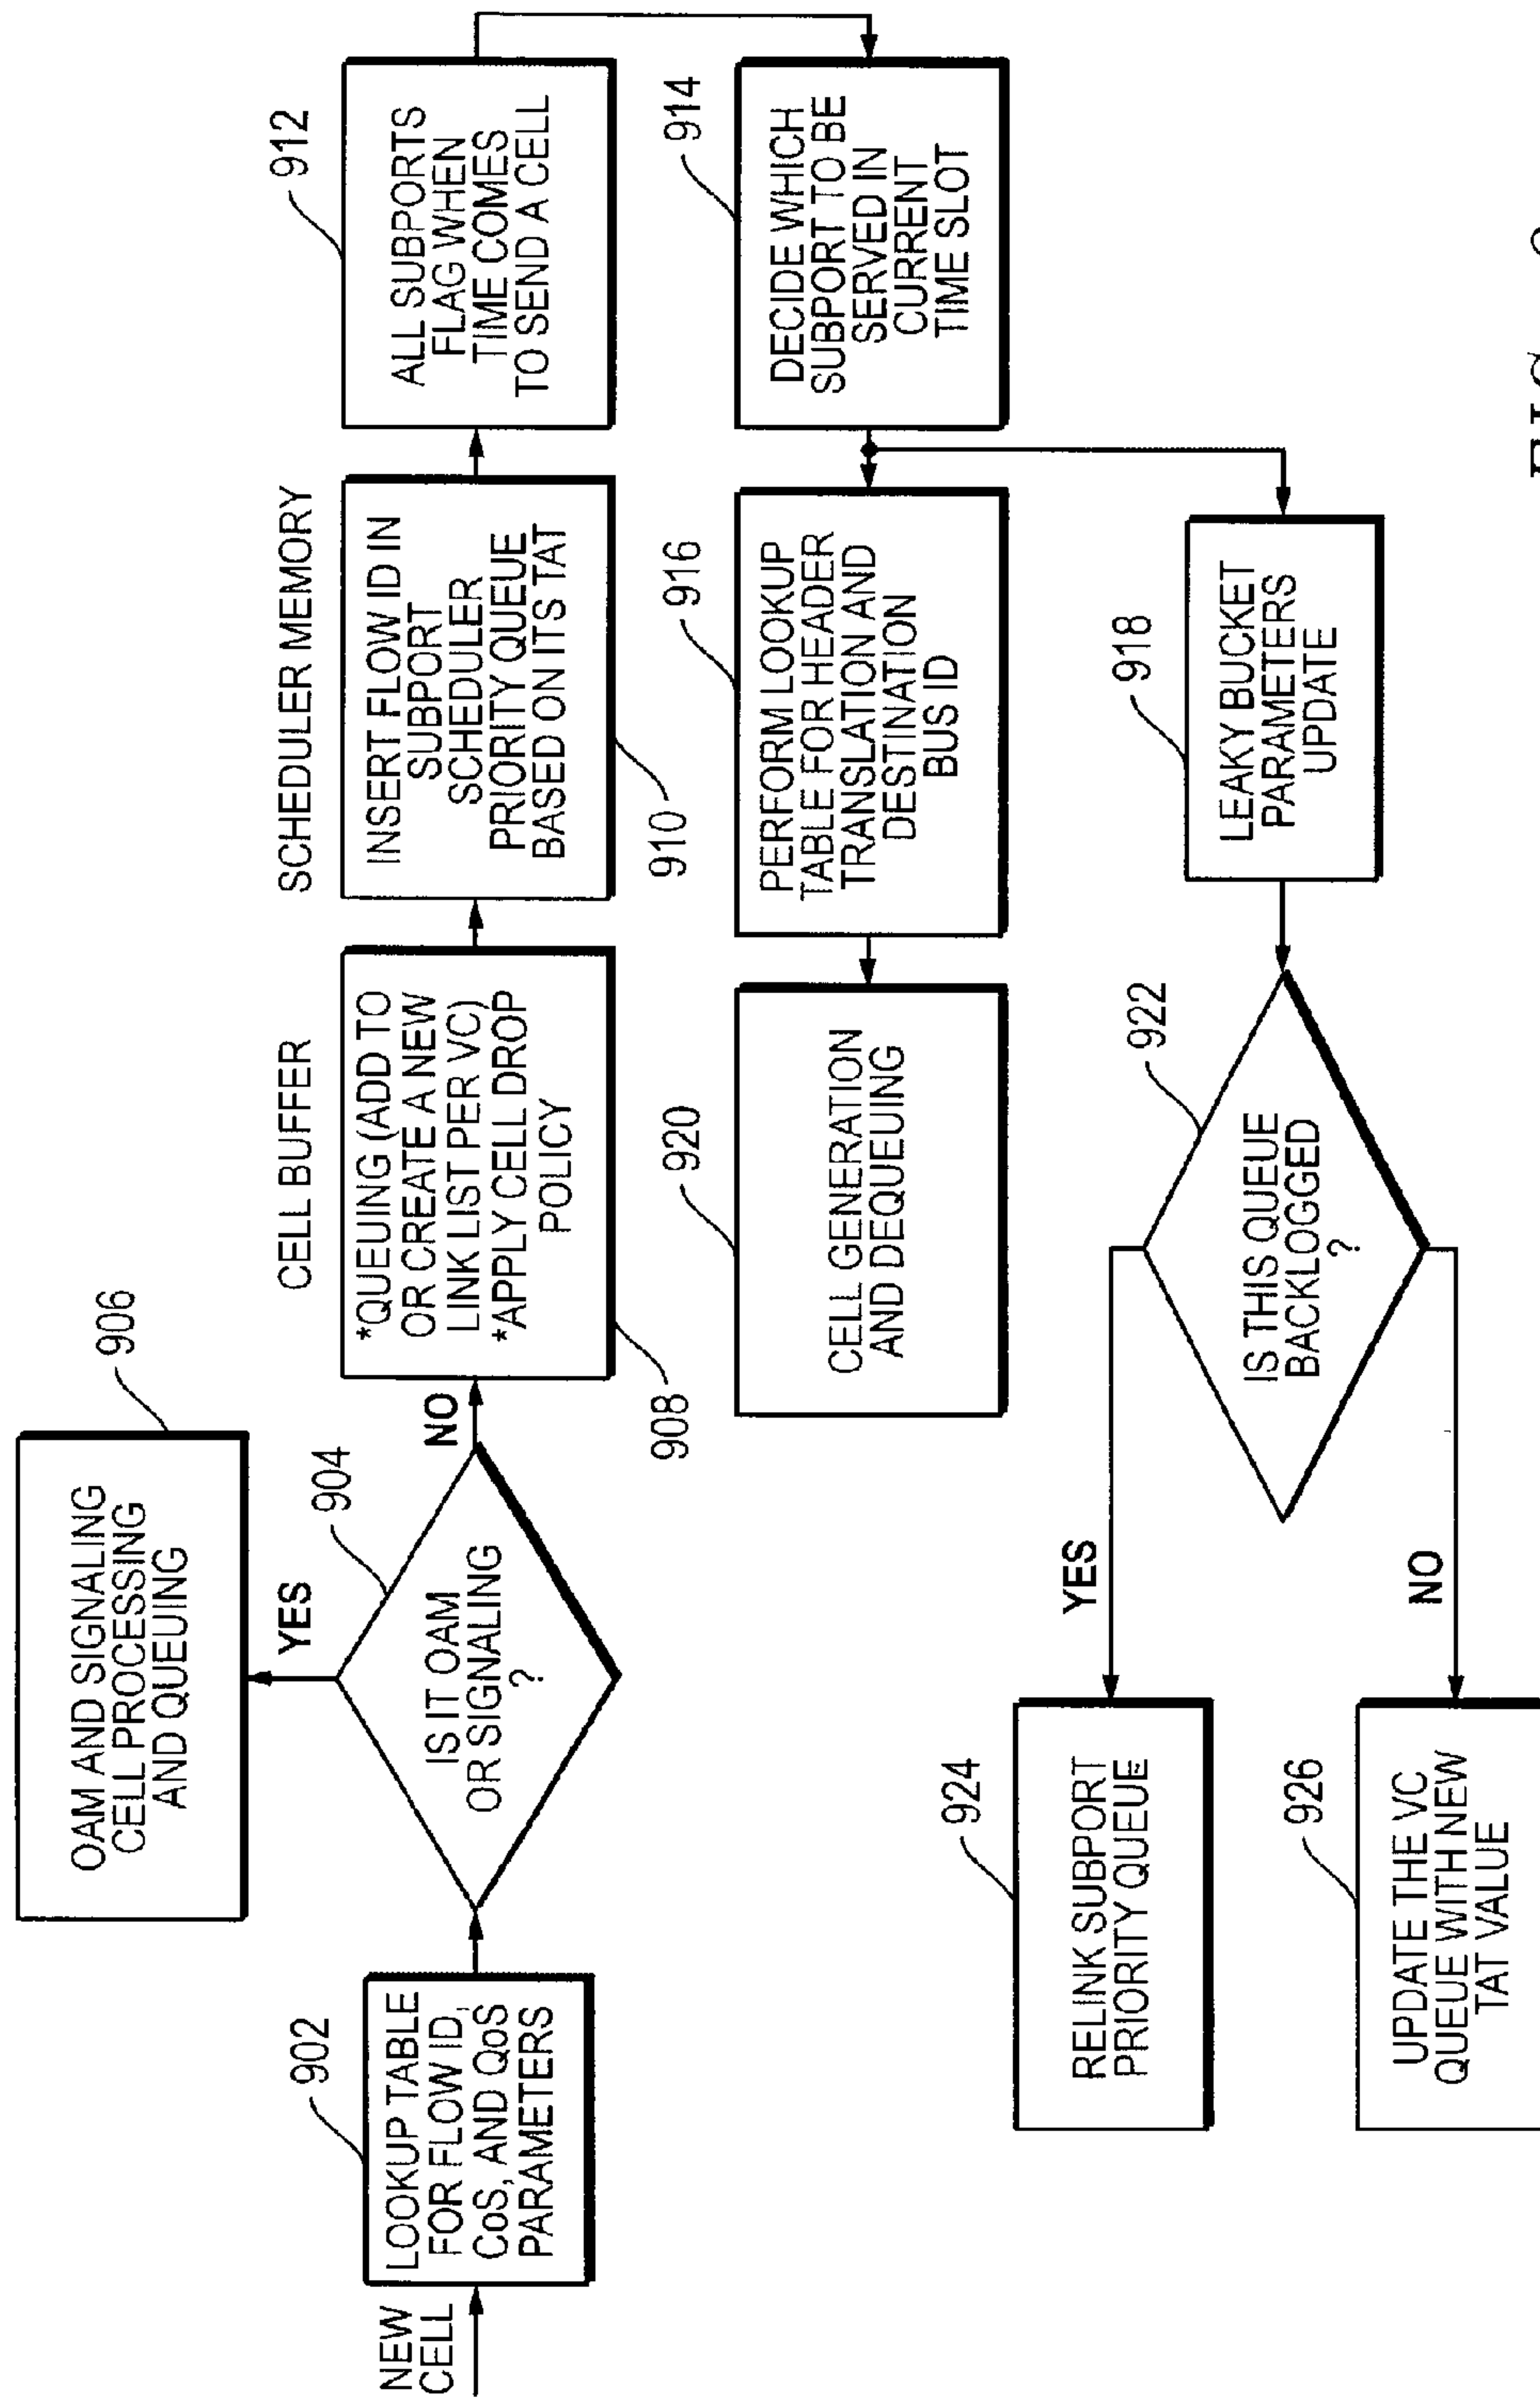 NEW
CELL
902
LOOKUP TABLE
FOR FLOW ID,
CoS, AND QoS
PARAMETERS
904
IS IT OAM
OR SIGNALING
?
YES
NO
906
OAM AND SIGNALING
CELL PROCESSING
AND QUEUING
CELL BUFFER
*QUEUING (ADD TO
OR CREATE A NEW
LINK LIST PER VC)
*APPLY CELL DROP
POLICY
908
SCHEDULER MEMORY
INSERT FLOW ID IN
SUBPORT
SCHEDULER
PRIORITY QUEUE
BASED ON ITS TAT
910
912
ALL SUBPORTS
FLAG WHEN
TIME COMES
TO SEND A CELL
914
DECIDE WHICH
SUBPORT TO BE
SERVED IN
CURRENT
TIME SLOT
916
PERFORM LOOKUP
TABLE FOR HEADER
TRANSLATION AND
DESTINATION
BUS ID
920
CELL GENERATION
AND DEQUEUING
918
LEAKY BUCKET
PARAMETERS
UPDATE
922
IS THIS QUEUE
BACKLOGGED
?
YES
NO
924
RELINK SUBPORT
PRIORITY QUEUE
926
UPDATE THE VC
QUEUE WITH NEW
TAT VALUE